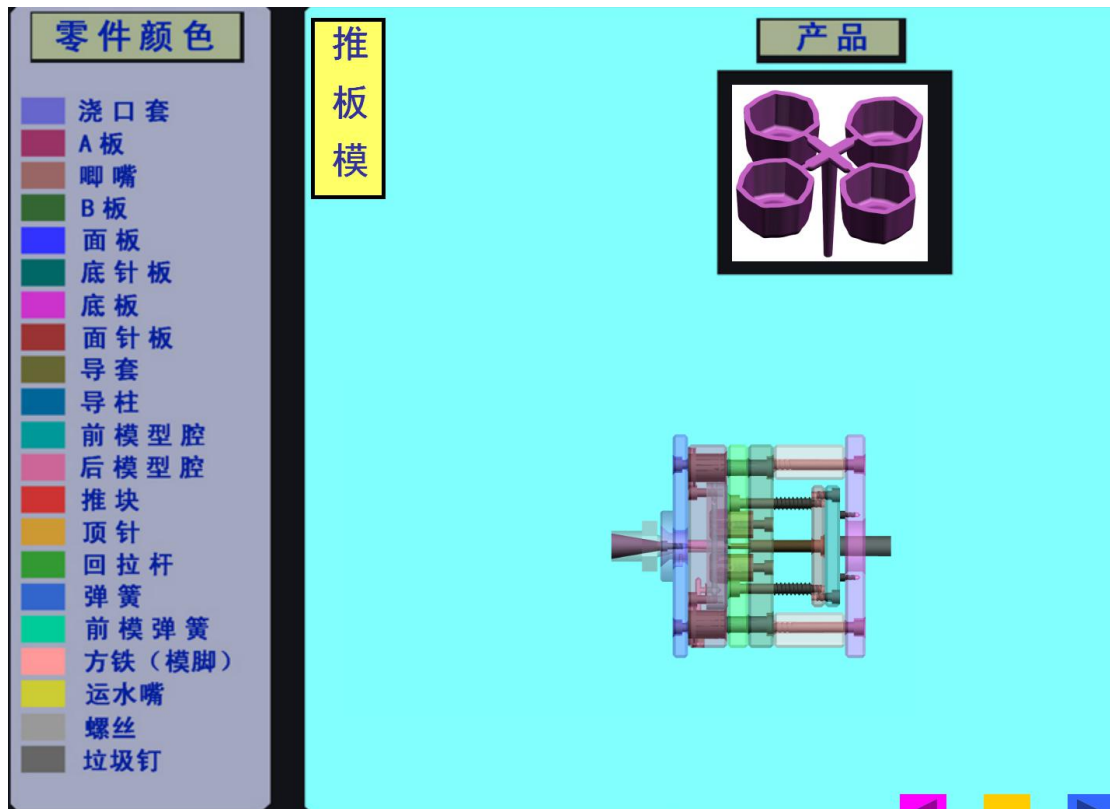 零件颜色
浇口套
A板
唧嘴
B板
面板
底针板
底板
面针板
导套
导柱
前模型腔
后模型腔
推块
顶针
回拉杆
弹簧
前模弹簧
方铁（模脚）
运水嘴
螺丝
垃圾钉
推
板
模
产品